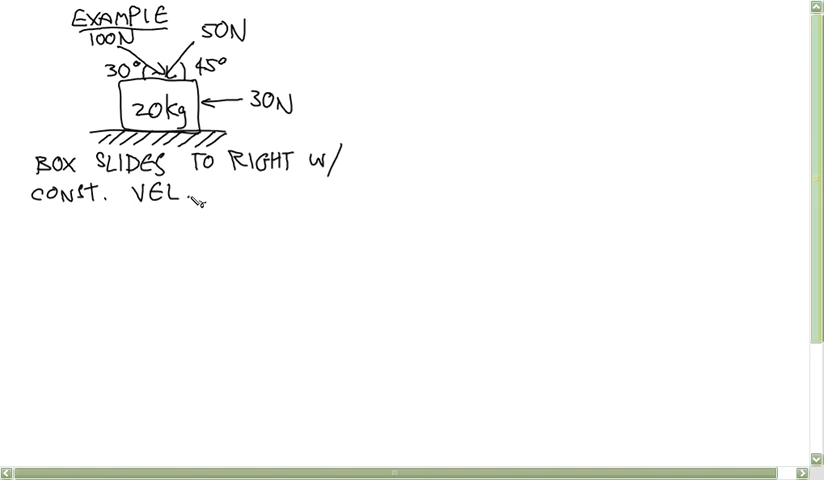 EXAMPLE
100N
50N
30°
45°
20kg
30N
BOX SLIDES TO RIGHT W/
CONST. VEL.